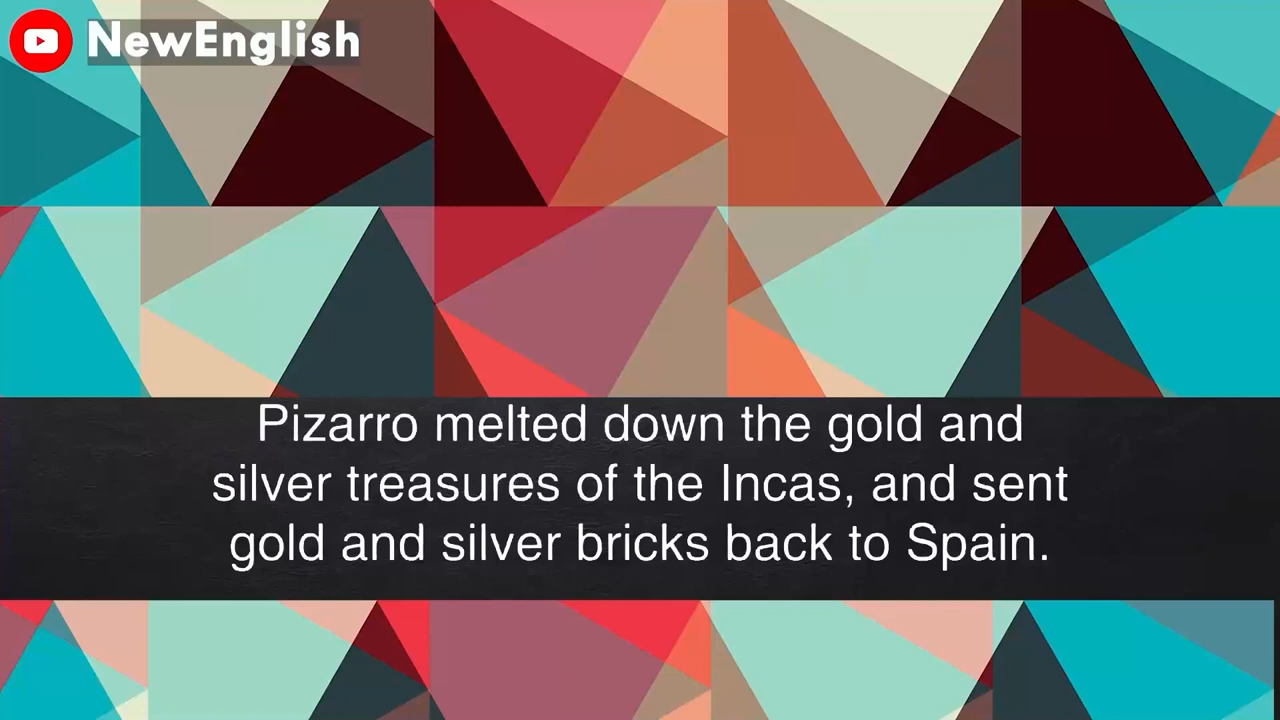 NewEnglish
Pizarro melted down the gold and
silver treasures of the Incas, and sent
gold and silver bricks back to Spain.